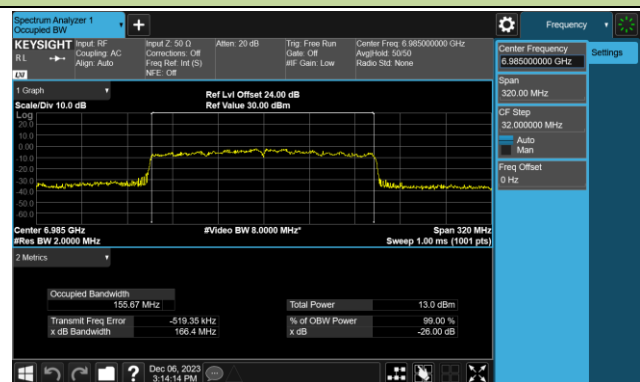 Spectrum Analyzer 1
Occupied BW
Frequency
KEYSIGHT
RL
LXI
Input: RF
Coupling: AC
Align: Auto
Input Z: 50 Ω
Corrections: Off
Freq Ref: Int (S)
NFE: Off
Atten: 20 dB
Trig: Free Run
Gate: Off
#IF Gain: Low
Center Freq: 6.985000000 GHz
Avg|Hold: 50/50
Radio Std: None
Center Frequency
6.985000000 GHz
Settings
Span
320.00 MHz
CF Step
32.000000 MHz
Auto
Man
Freq Offset
0 Hz
1 Graph
Scale/Div 10.0 dB
Ref Lvl Offset 24.00 dB
Ref Value 30.00 dBm
Log
20.0
10.0
0.00
-10.0
-20.0
-30.0
-40.0
-50.0
-60.0
Center 6.985 GHz
#Video BW 8.0000 MHz*
Span 320 MHz
#Res BW 2.0000 MHz
Sweep 1.00 ms (1001 pts)
2 Metrics
Occupied Bandwidth
155.67 MHz
Total Power 13.0 dBm
Transmit Freq Error -519.35 kHz
% of OBW Power 99.00 %
x dB Bandwidth 166.4 MHz
x dB -26.00 dB
Dec 06, 2023
3:14:14 PM